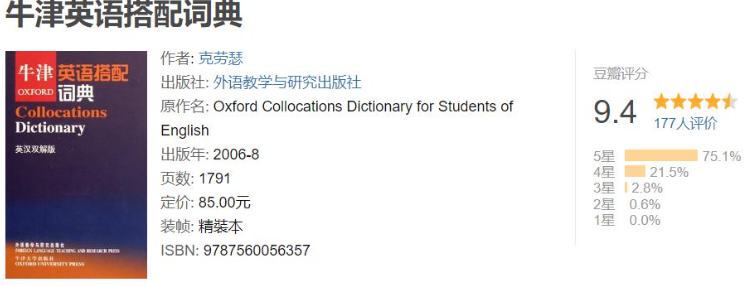 牛津英语搭配词典
牛津 英语搭配
OXFORD 词典
Collocations
Dictionary
英汉双解版
外语教学与研究出版社
FOREIGN LANGUAGE TEACHING AND RESEARCH PRESS
牛津大学出版社
OXFORD UNIVERSITY PRESS
作者: 克劳瑟
出版社: 外语教学与研究出版社
原作名: Oxford Collocations Dictionary for Students of
English
出版年: 2006-8
页数: 1791
定价: 85.00元
装帧: 精裝本
ISBN: 9787560056357
豆瓣评分
9.4
177人评价
5星 75.1%
4星 21.5%
3星 2.8%
2星 0.6%
1星 0.0%